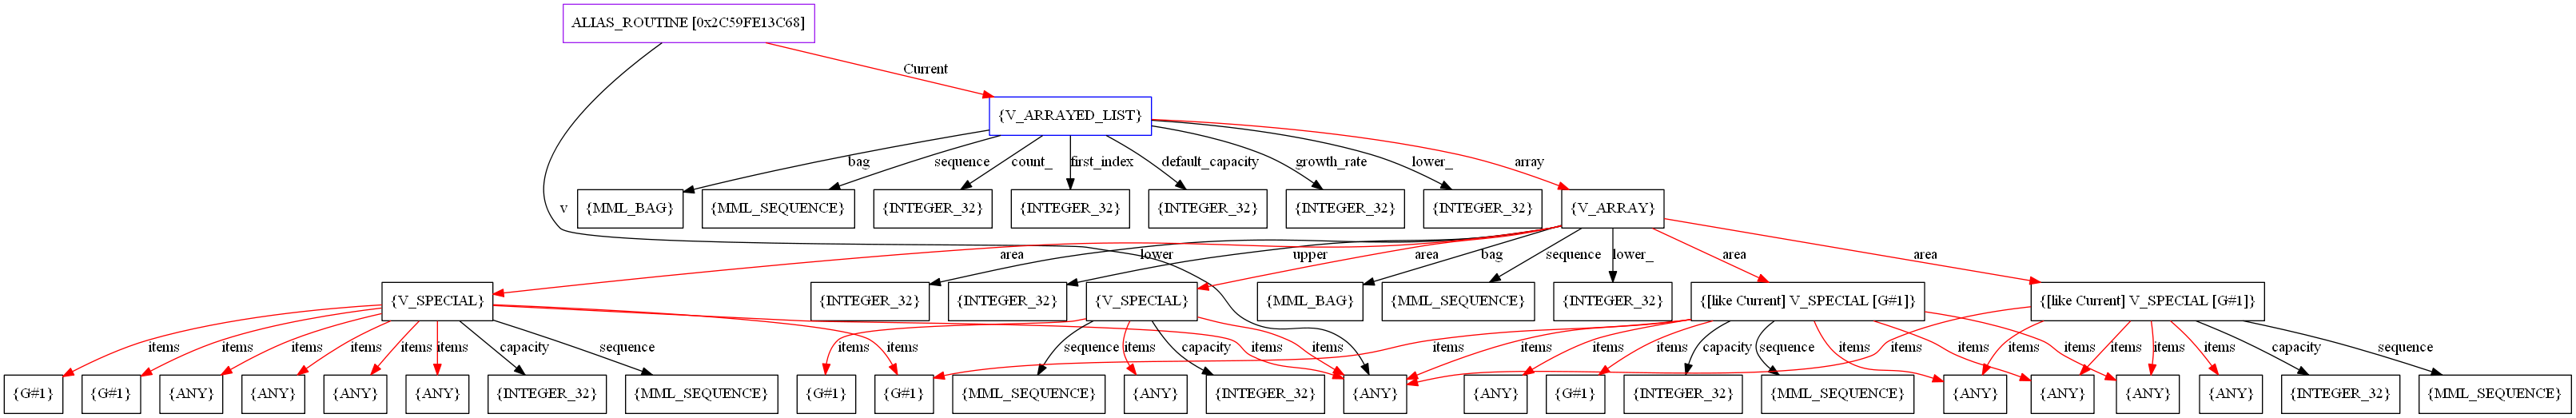 ALIAS_ROUTINE [0x2C59FE13C68]
Current
{V_ARRAYED_LIST}
bag
sequence
count_
first_index
default_capacity
growth_rate
lower_
array
v
{MML_BAG}
{MML_SEQUENCE}
{INTEGER_32}
{INTEGER_32}
{INTEGER_32}
{INTEGER_32}
{INTEGER_32}
{V_ARRAY}
area
lower
upper
area
bag
sequence
lower_
area
area
{V_SPECIAL}
{INTEGER_32}
{INTEGER_32}
{V_SPECIAL}
{MML_BAG}
{MML_SEQUENCE}
{INTEGER_32}
{[like Current] V_SPECIAL [G#1]}
{[like Current] V_SPECIAL [G#1]}
items
items
items
items
items
items
capacity
sequence
items
items
sequence
items
capacity
items
items
items
items
items
items
capacity
sequence
items
items
items
items
items
items
items
items
capacity
sequence
{G#1}
{G#1}
{ANY}
{ANY}
{ANY}
{ANY}
{INTEGER_32}
{MML_SEQUENCE}
{G#1}
{G#1}
{MML_SEQUENCE}
{ANY}
{INTEGER_32}
{ANY}
{ANY}
{G#1}
{INTEGER_32}
{MML_SEQUENCE}
{ANY}
{ANY}
{ANY}
{ANY}
{INTEGER_32}
{MML_SEQUENCE}